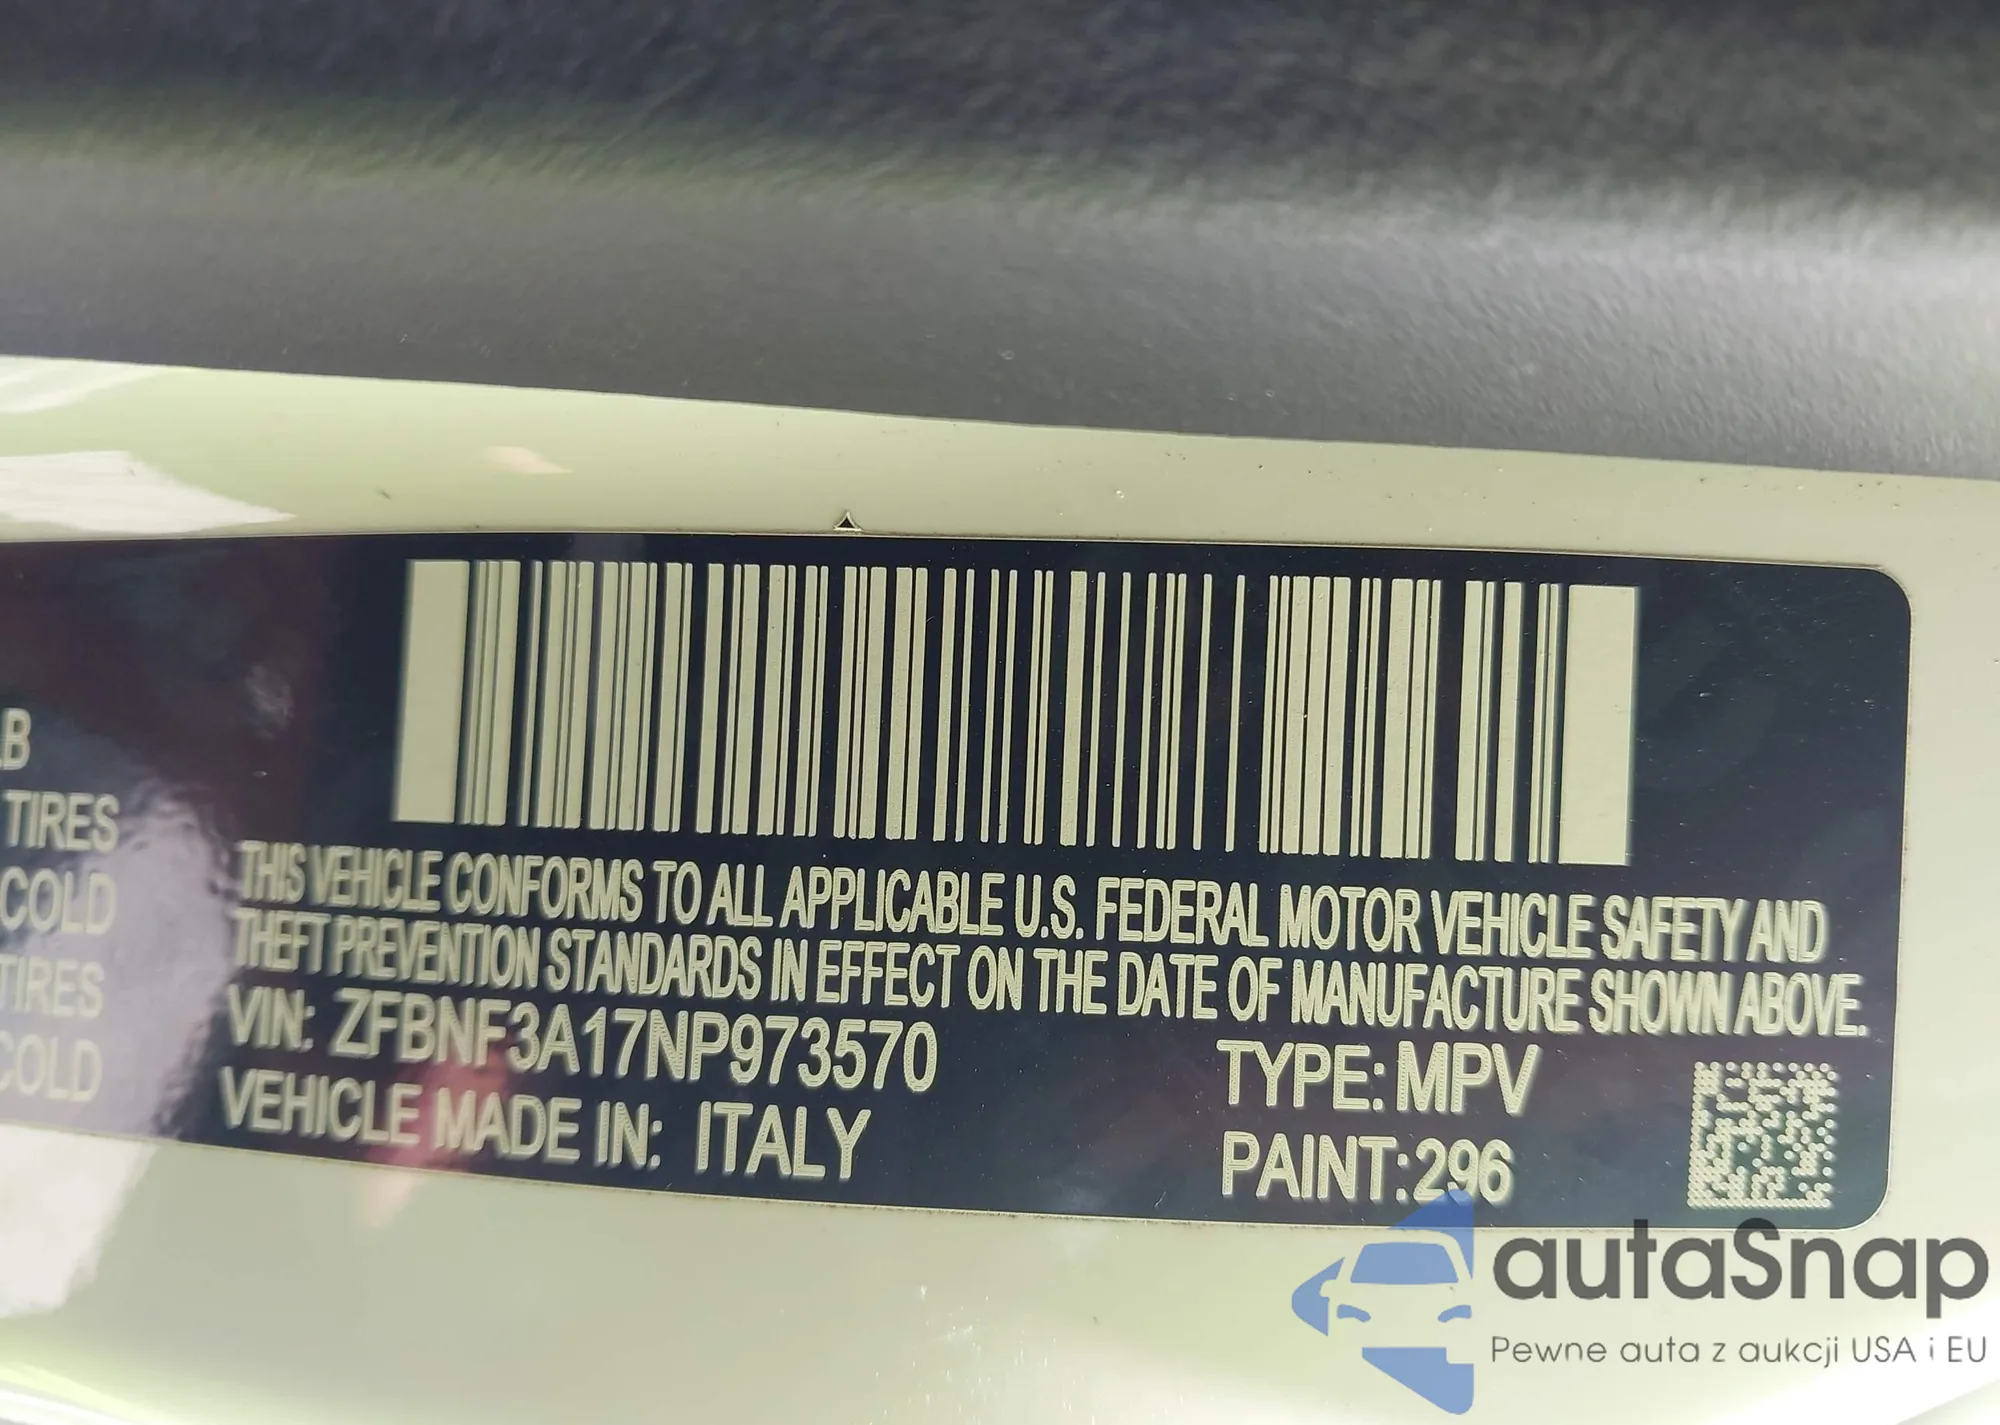 LB
TIRES
COLD
TIRES
COLD
THIS VEHICLE CONFORMS TO ALL APPLICABLE U.S. FEDERAL MOTOR VEHICLE SAFETY AND
THEFT PREVENTION STANDARDS IN EFFECT ON THE DATE OF MANUFACTURE SHOWN ABOVE.
VIN: ZFBNF3A17NP973570
TYPE: MPV
VEHICLE MADE IN: ITALY
PAINT:296
autaSnap
Pewne auta z aukcji USA i EU